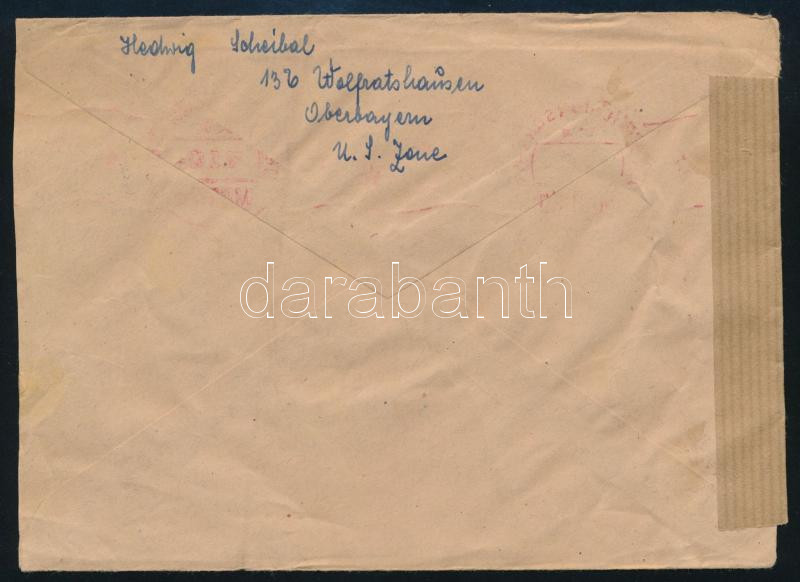 Hedwig Scheibal
13b Wolfratshausen
Oberbayern
U. S. Zone
darabanth